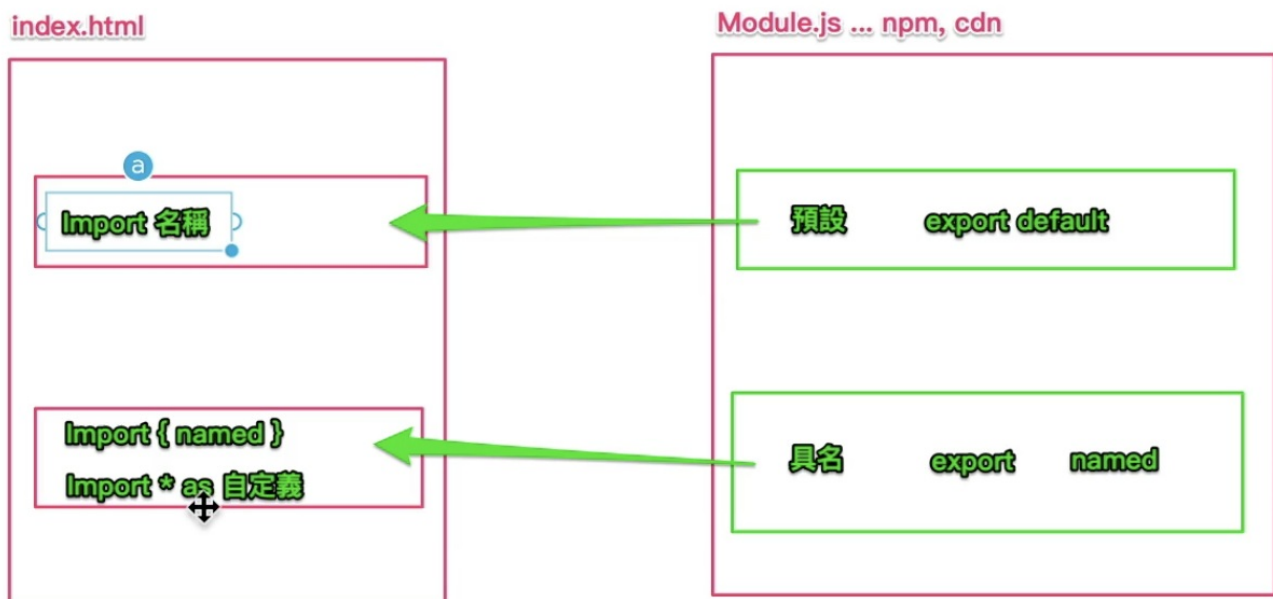 index.html
Module.js ... npm, cdn
a
Import 名稱
預設 export default
Import { named }
Import * as 自定義
具名 export named